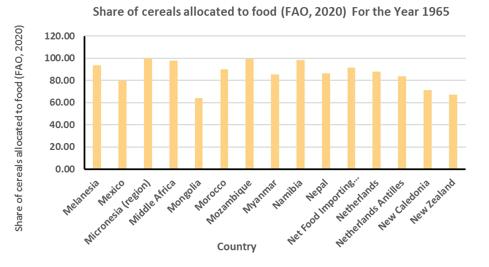 Share of cereals allocated to food (FAO, 2020) For the Year 1965
Share of cereals allocated to food (FAO, 2020)
120.00
100.00
80.00
60.00
40.00
20.00
0.00
Melanesia
Mexico
Micronesia (region)
Middle Africa
Mongolia
Morocco
Mozambique
Myanmar
Namibia
Nepal
Net Food Importing...
Netherlands
Netherlands Antilles
New Caledonia
New Zealand
Country